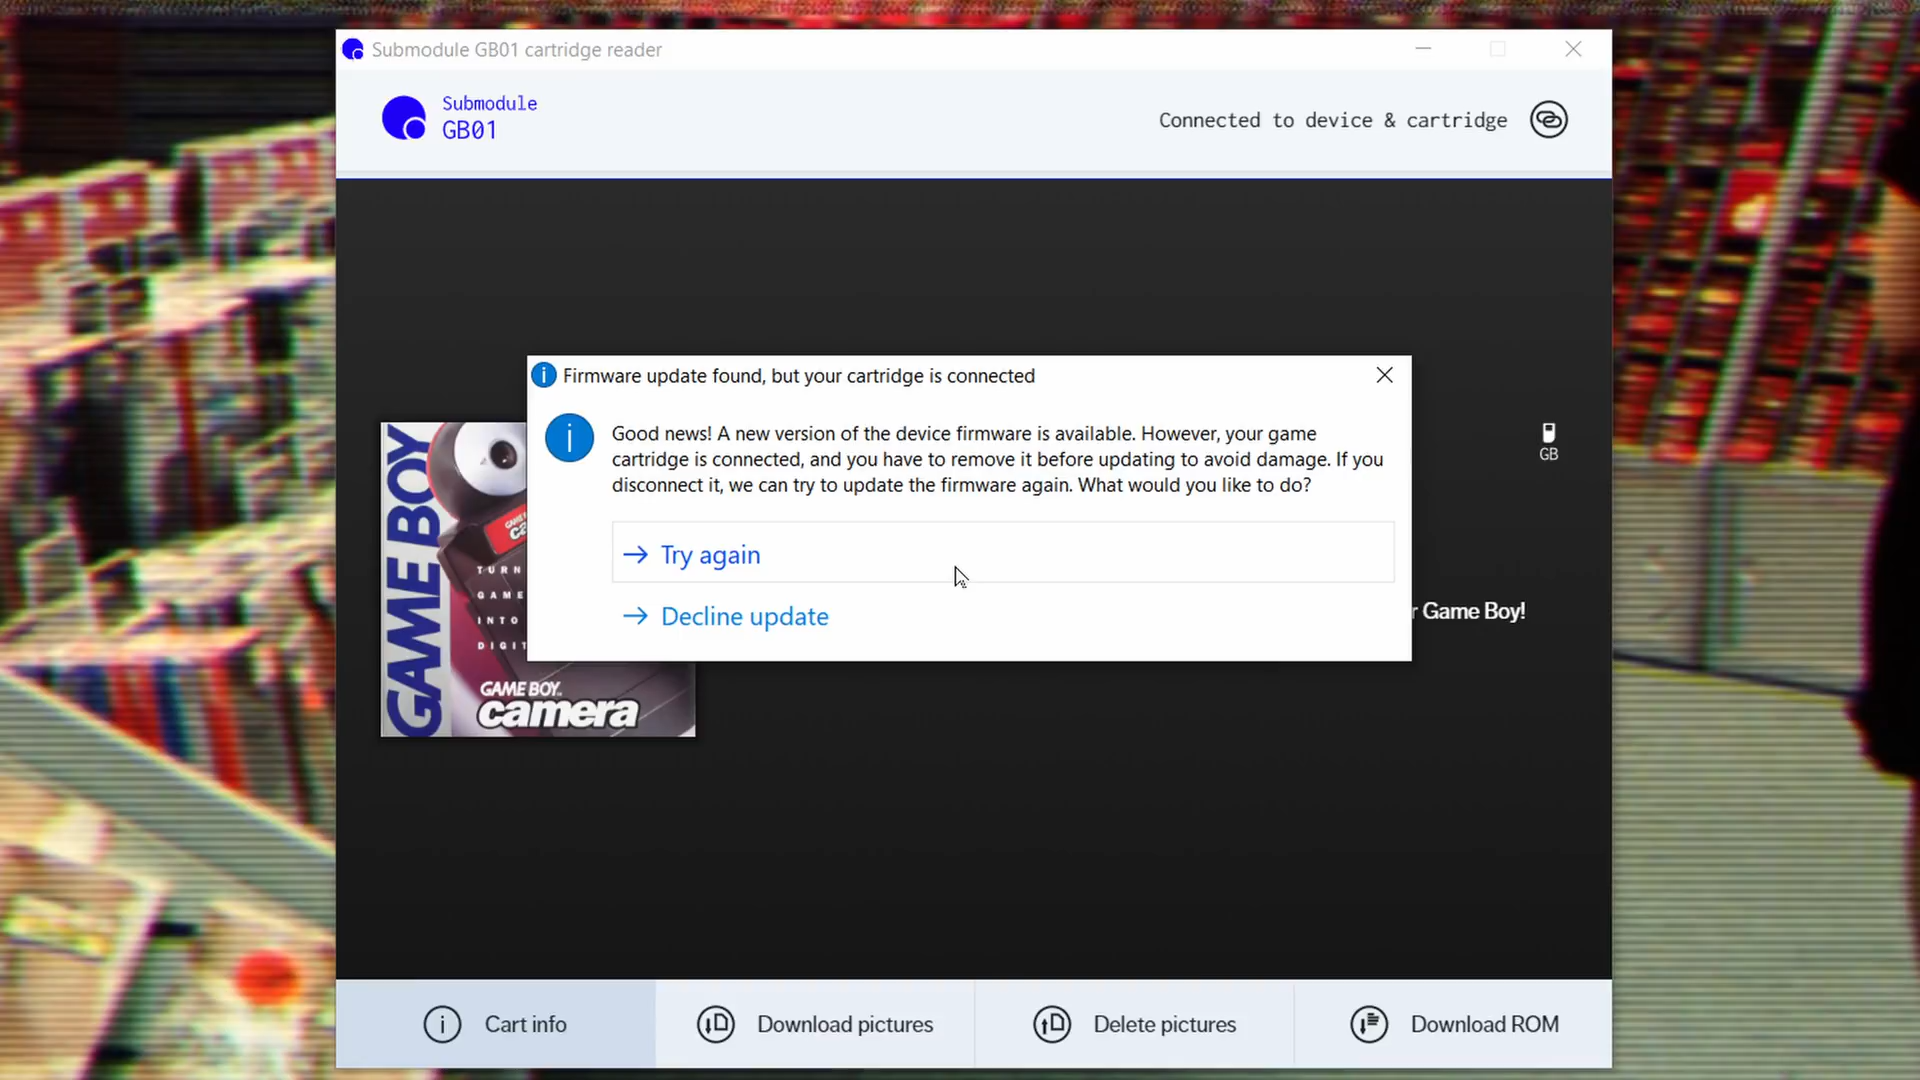 Submodule GB01 cartridge reader
Submodule
GB01
Connected to device & cartridge
Firmware update found, but your cartridge is connected
Good news! A new version of the device firmware is available. However, your game
cartridge is connected, and you have to remove it before updating to avoid damage. If you
disconnect it, we can try to update the firmware again. What would you like to do?
Try again
Decline update
GB
r Game Boy!
GAME BOY
TURN
GAME
INTO
DIGIT
GAME BOY
camera
Cart info
Download pictures
Delete pictures
Download ROM